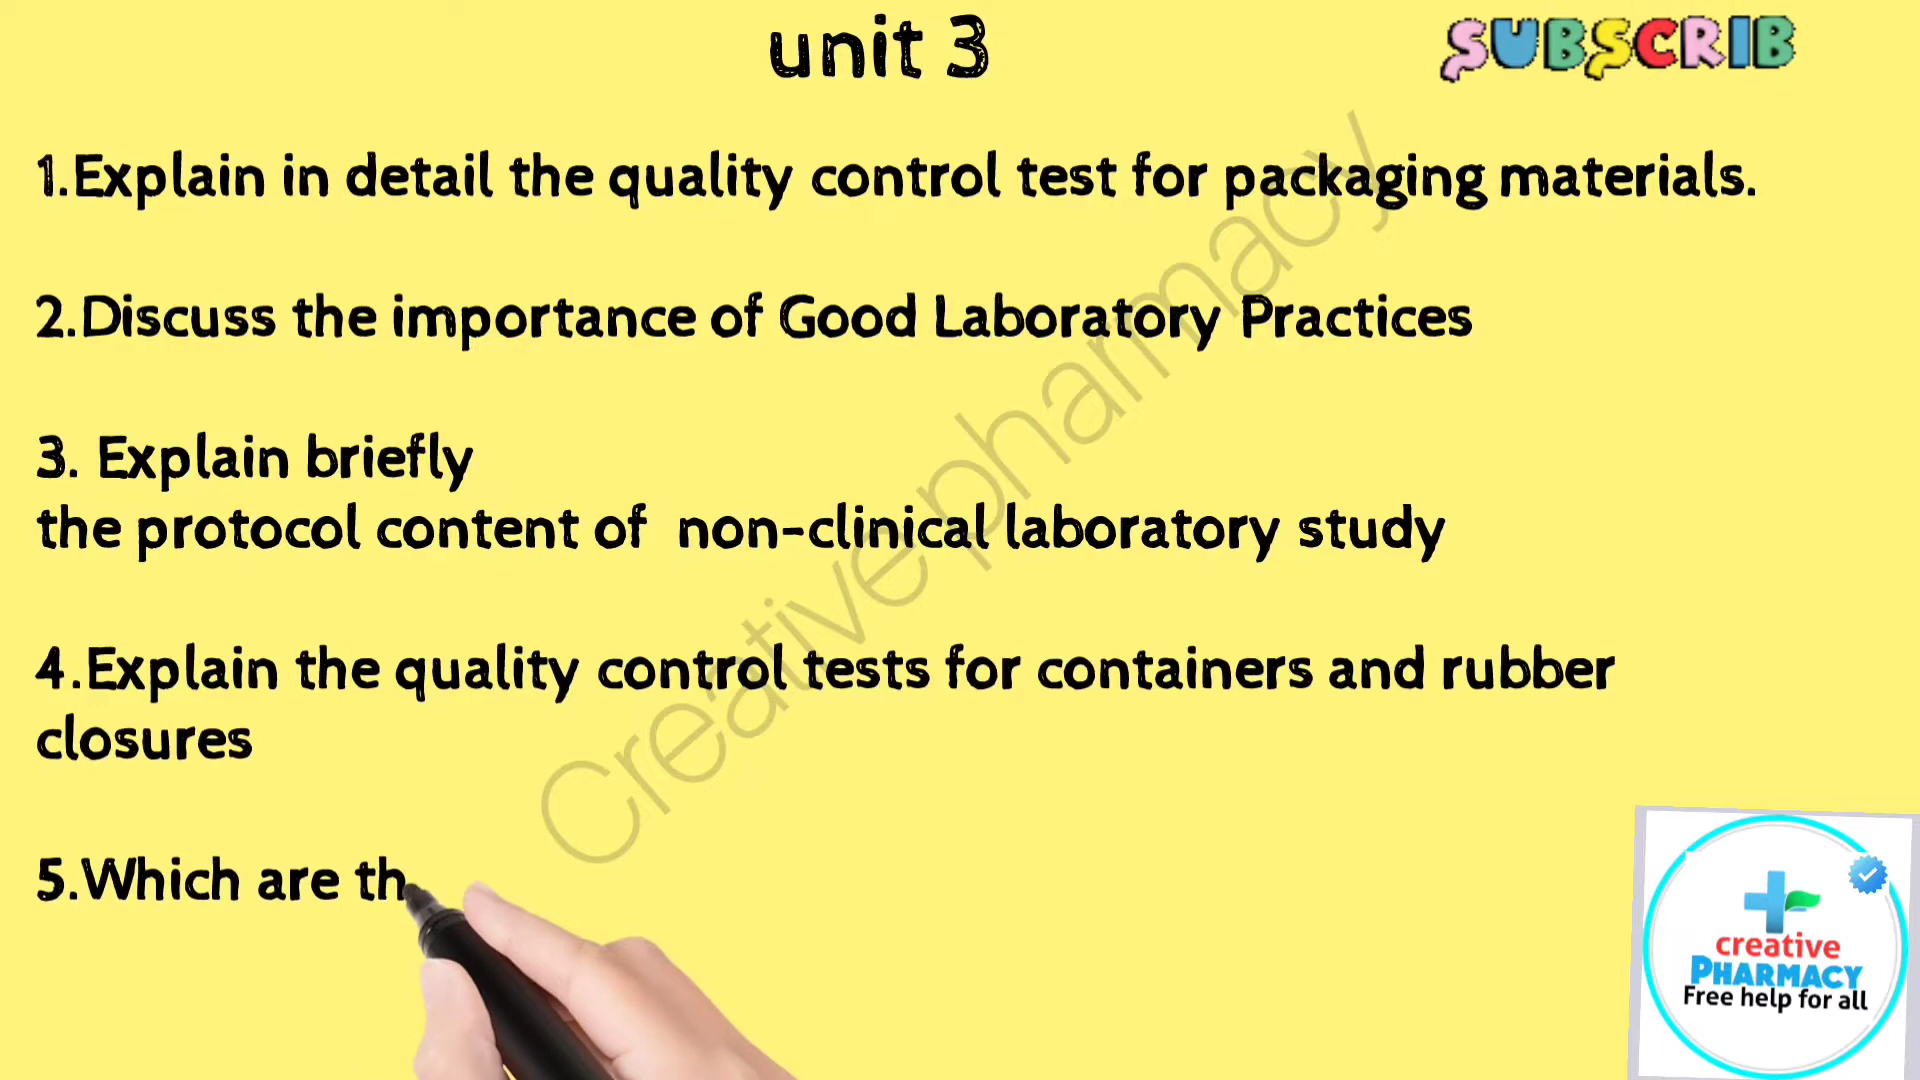 unit 3
SUBSCRIB
1.Explain in detail the quality control test for packaging materials.
2.Discuss the importance of Good Laboratory Practices
3. Explain briefly
the protocol content of non-clinical laboratory study
4.Explain the quality control tests for containers and rubber
closures
5.Which are th
Creative pharmacy
creative
PHARMACY
Free help for all